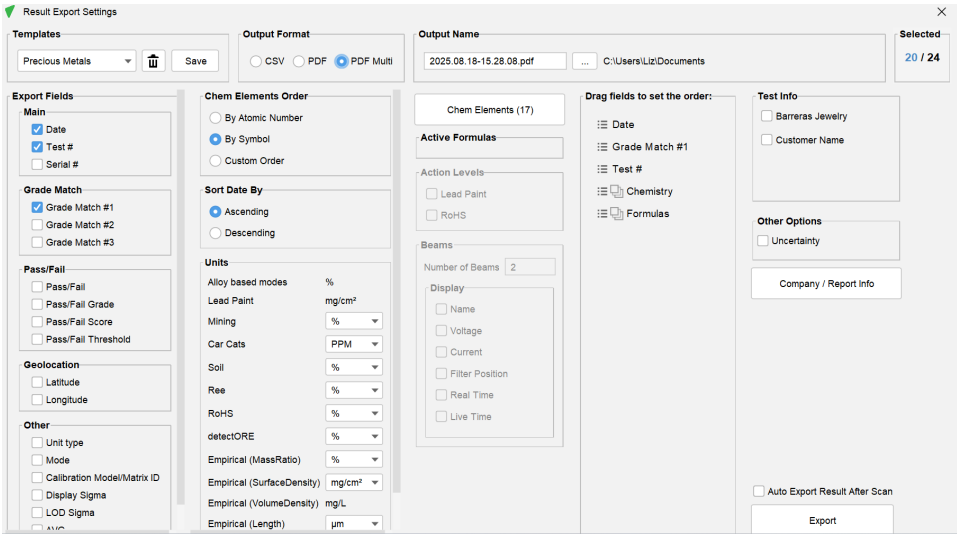 Result Export Settings
Templates
Precious Metals
Save
Output Format
CSV
PDF
PDF Multi
Output Name
2025.08.18-15.28.08.pdf
...
C:\Users\Liz\Documents
Selected
20 / 24
Export Fields
Main
Date
Test #
Serial #
Grade Match
Grade Match #1
Grade Match #2
Grade Match #3
Pass/Fail
Pass/Fail
Pass/Fail Grade
Pass/Fail Score
Pass/Fail Threshold
Geolocation
Latitude
Longitude
Other
Unit type
Mode
Calibration Model/Matrix ID
Display Sigma
LOD Sigma
AVG
Chem Elements Order
By Atomic Number
By Symbol
Custom Order
Sort Date By
Ascending
Descending
Units
Alloy based modes %
Lead Paint mg/cm²
Mining %
Car Cats PPM
Soil %
Ree %
RoHS %
detectORE %
Empirical (MassRatio) %
Empirical (SurfaceDensity) mg/cm²
Empirical (VolumeDensity) mg/L
Empirical (Length) µm
Chem Elements (17)
Active Formulas
Action Levels
Lead Paint
RoHS
Beams
Number of Beams 2
Display
Name
Voltage
Current
Filter Position
Real Time
Live Time
Drag fields to set the order:
Date
Grade Match #1
Test #
Chemistry
Formulas
Test Info
Barreras Jewelry
Customer Name
Other Options
Uncertainty
Company / Report Info
Auto Export Result After Scan
Export